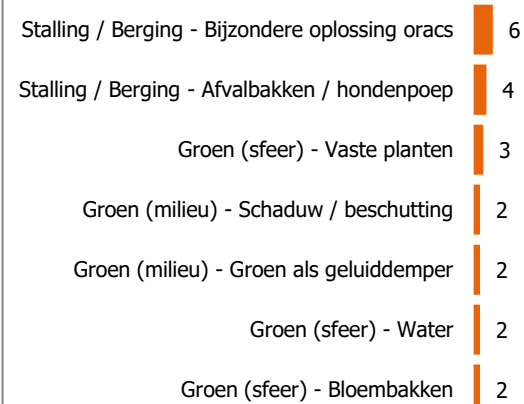 Stalling / Berging - Bijzondere oplossing oracs 6
Stalling / Berging - Afvalbakken / hondenpoep 4
Groen (sfeer) - Vaste planten 3
Groen (milieu) - Schaduw / beschutting 2
Groen (milieu) - Groen als geluiddemper 2
Groen (sfeer) - Water 2
Groen (sfeer) - Bloembakken 2